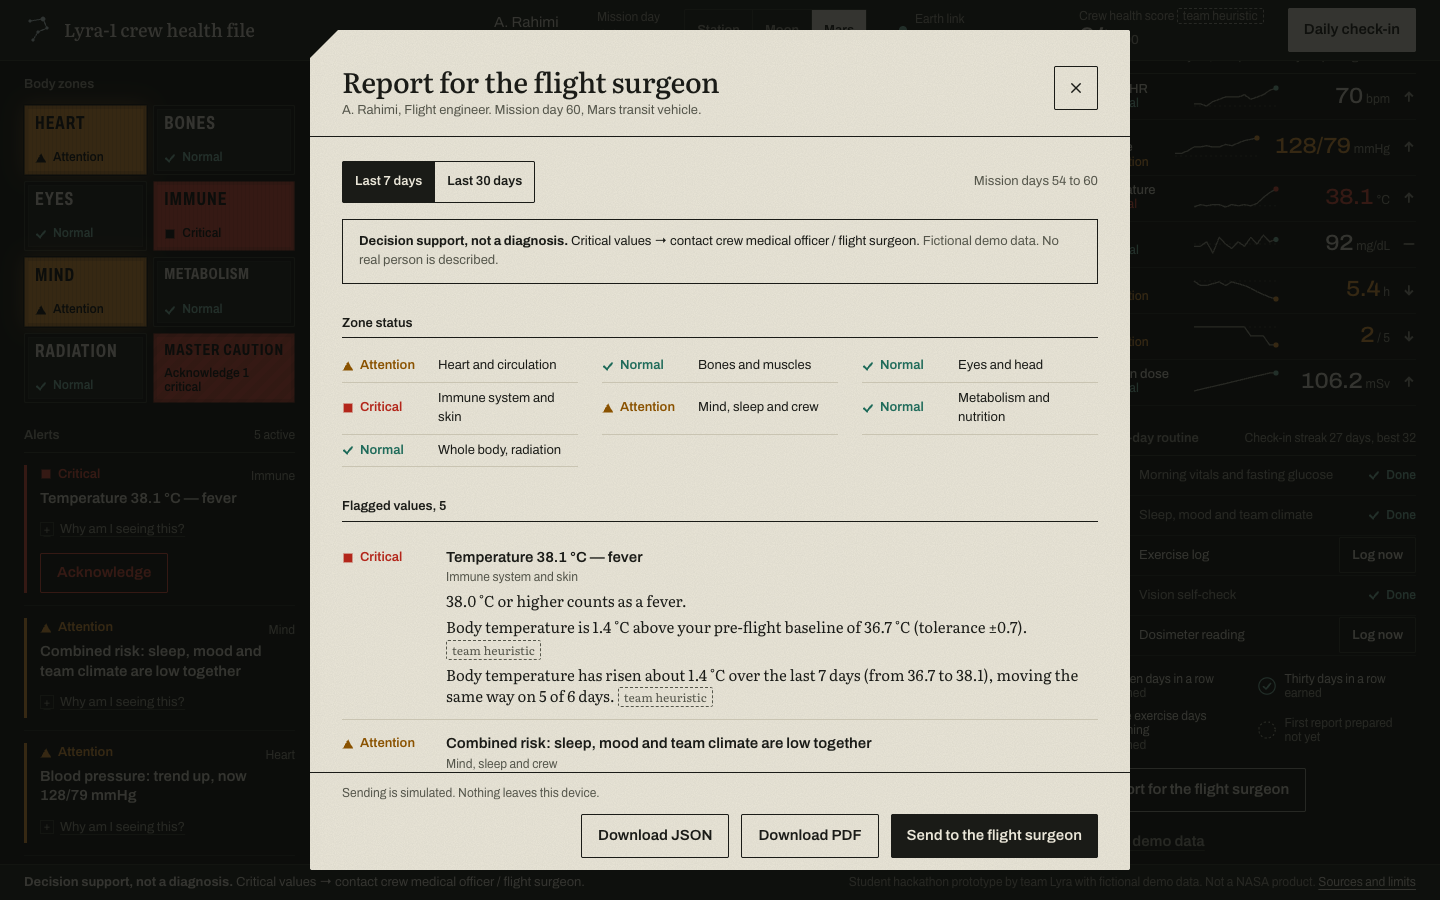 Lyra-1 crew health file
A. Rahimi
Mission day
Earth link
Crew health score team heuristic
Daily check-in
Body zones
HEART
Attention
BONES
Normal
EYES
Normal
IMMUNE
Critical
MIND
Attention
METABOLISM
Normal
RADIATION
Normal
MASTER CAUTION
Acknowledge 1
critical
Alerts
5 active
Critical
Immune
Temperature 38.1 °C — fever
Why am I seeing this?
Acknowledge
Attention
Mind
Combined risk: sleep, mood and
team climate are low together
Why am I seeing this?
Attention
Heart
Blood pressure: trend up, now
128/79 mmHg
Why am I seeing this?
Report for the flight surgeon
A. Rahimi, Flight engineer. Mission day 60, Mars transit vehicle.
Last 7 days
Last 30 days
Mission days 54 to 60
Decision support, not a diagnosis. Critical values → contact crew medical officer / flight surgeon. Fictional demo data. No
real person is described.
Zone status
Attention Heart and circulation
Normal Bones and muscles
Normal Eyes and head
Critical Immune system and
skin
Attention Mind, sleep and crew
Normal Metabolism and
nutrition
Normal Whole body, radiation
Flagged values, 5
Critical
Temperature 38.1 °C — fever
Immune system and skin
38.0 °C or higher counts as a fever.
Body temperature is 1.4 °C above your pre-flight baseline of 36.7 °C (tolerance ±0.7).
team heuristic
Body temperature has risen about 1.4 °C over the last 7 days (from 36.7 to 38.1), moving the
same way on 5 of 6 days. team heuristic
Attention
Combined risk: sleep, mood and team climate are low together
Mind, sleep and crew
Sending is simulated. Nothing leaves this device.
Download JSON
Download PDF
Send to the flight surgeon
HR
70 bpm
128/79 mmHg
38.1 °C
92 mg/dL
5.4 h
2 / 5
dose
106.2 mSv
-day routine
Check-in streak 27 days, best 32
Morning vitals and fasting glucose
Done
Sleep, mood and team climate
Done
Exercise log
Log now
Vision self-check
Done
Dosimeter reading
Log now
days in a row
Thirty days in a row
earned
exercise days
First report prepared
not yet
for the flight surgeon
demo data
Decision support, not a diagnosis. Critical values → contact crew medical officer / flight surgeon.
Student hackathon prototype by team Lyra with fictional demo data. Not a NASA product. Sources and limits